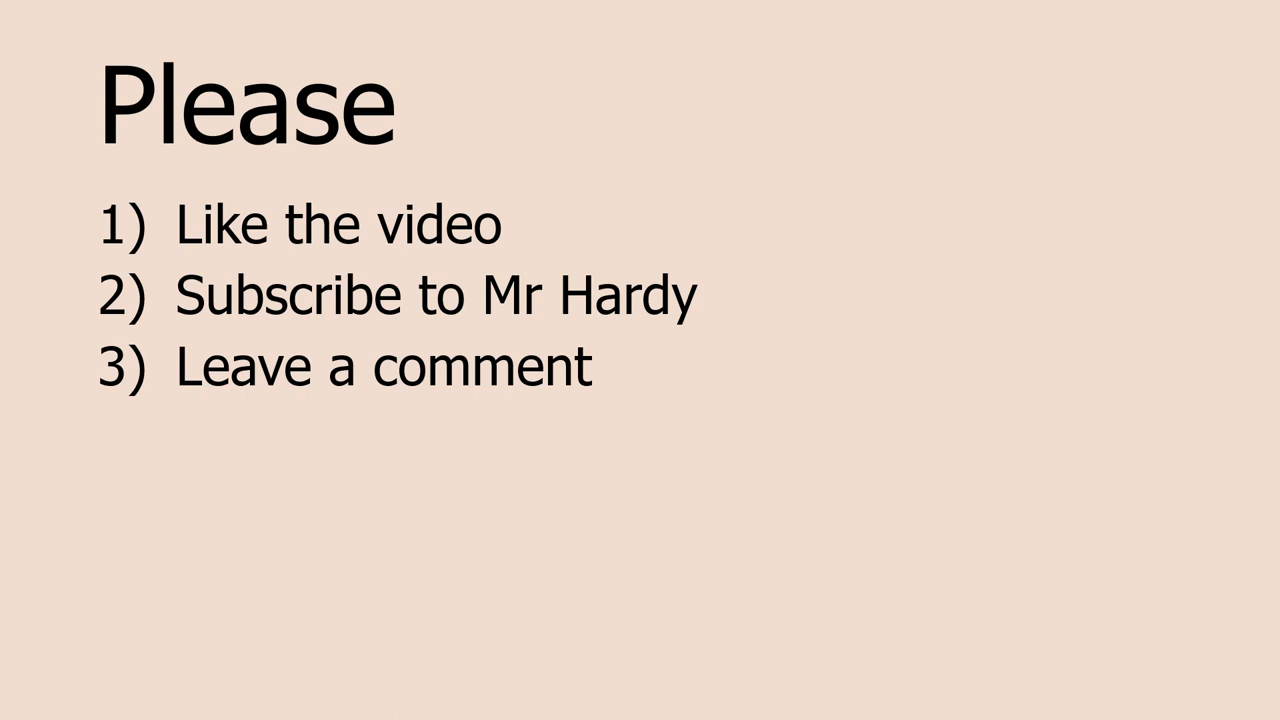 Please
1) Like the video
2) Subscribe to Mr Hardy
3) Leave a comment